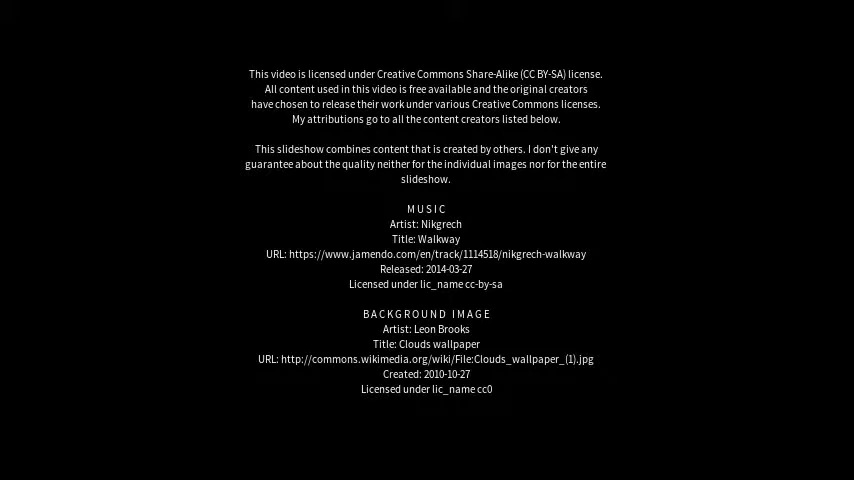 This video is licensed under Creative Commons Share-Alike (CC BY-SA) license.
All content used in this video is free available and the original creators
have chosen to release their work under various Creative Commons licenses.
My attributions go to all the content creators listed below.
This slideshow combines content that is created by others. I don't give any
guarantee about the quality neither for the individual images nor for the entire
slideshow.
MUSIC
Artist: Nikgrech
Title: Walkway
URL: https://www.jamendo.com/en/track/1114518/nikgrech-walkway
Released: 2014-03-27
Licensed under lic_name cc-by-sa
BACKGROUND IMAGE
Artist: Leon Brooks
Title: Clouds wallpaper
URL: http://commons.wikimedia.org/wiki/File:Clouds_wallpaper_(1).jpg
Created: 2010-10-27
Licensed under lic_name cc0